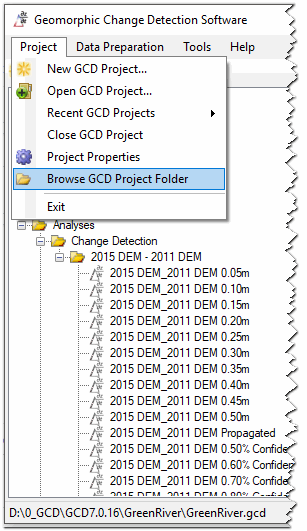 Geomorphic Change Detection Software
Project Data Preparation Tools Help
New GCD Project...
Open GCD Project...
Recent GCD Projects
Close GCD Project
Project Properties
Browse GCD Project Folder
Exit
Analyses
Change Detection
2015 DEM - 2011 DEM
2015 DEM_2011 DEM 0.05m
2015 DEM_2011 DEM 0.10m
2015 DEM_2011 DEM 0.15m
2015 DEM_2011 DEM 0.20m
2015 DEM_2011 DEM 0.25m
2015 DEM_2011 DEM 0.30m
2015 DEM_2011 DEM 0.35m
2015 DEM_2011 DEM 0.40m
2015 DEM_2011 DEM 0.45m
2015 DEM_2011 DEM 0.50m
2015 DEM_2011 DEM Propagated
2015 DEM_2011 DEM 0.50% Confide
2015 DEM_2011 DEM 0.60% Confiden
2015 DEM_2011 DEM 0.70% Confide
2015 DEM_2011 DEM 0.80% Confide
D:\0_GCD\GCD7.0.16\GreenRiver\GreenRiver.gcd